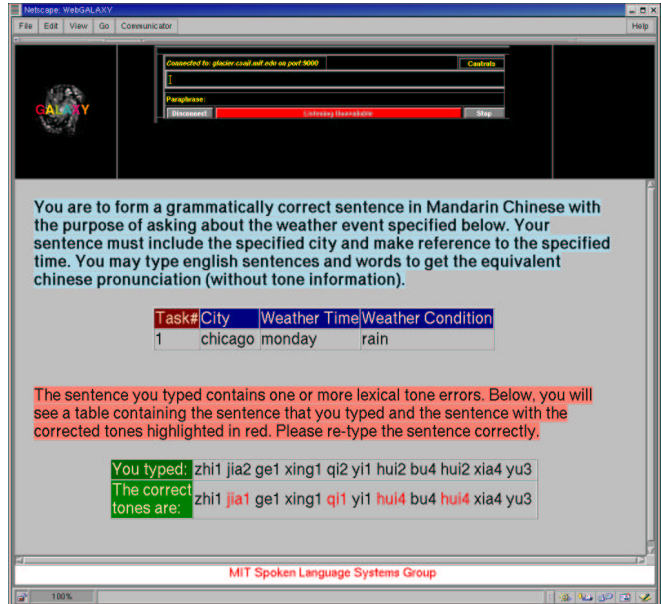 Netscape: WebGALAXY
File Edit View Go Communicator Help
Connected to: glacier.csail.mit.edu on port 9000 Controls
GALAXY
Paraphrase:
Disconnect Listening Unavailable Stop
You are to form a grammatically correct sentence in Mandarin Chinese with
the purpose of asking about the weather event specified below. Your
sentence must include the specified city and make reference to the specified
time. You may type english sentences and words to get the equivalent
chinese pronunciation (without tone information).
Task# City Weather Time Weather Condition
1 chicago monday rain
The sentence you typed contains one or more lexical tone errors. Below, you will
see a table containing the sentence that you typed and the sentence with the
corrected tones highlighted in red. Please re-type the sentence correctly.
You typed: zhi1 jia2 ge1 xing1 qi2 yi1 hui2 bu4 hui2 xia4 yu3
The correct
tones are: zhi1 jia1 ge1 xing1 qi1 yi1 hui4 bu4 hui4 xia4 yu3
MIT Spoken Language Systems Group
100%